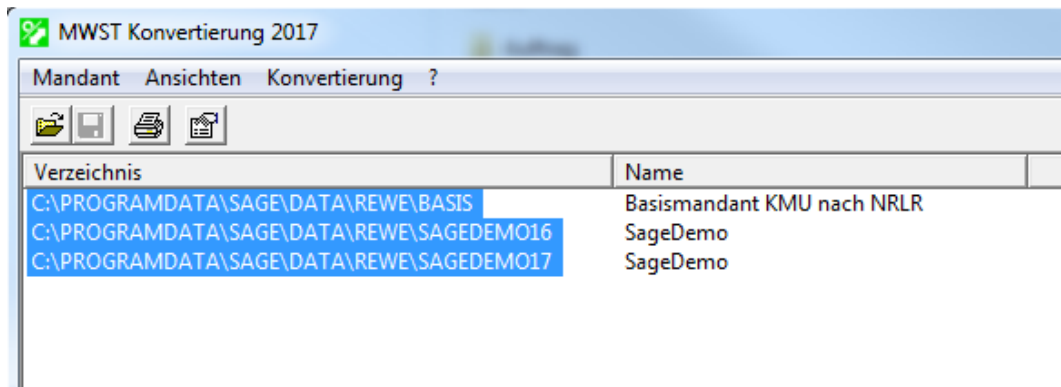 MWST Konvertierung 2017
Mandant Ansichten Konvertierung ?
Verzeichnis Name
C:\PROGRAMDATA\SAGE\DATA\REWE\BASIS Basismandant KMU nach NRLR
C:\PROGRAMDATA\SAGE\DATA\REWE\SAGEDEMO16 SageDemo
C:\PROGRAMDATA\SAGE\DATA\REWE\SAGEDEMO17 SageDemo